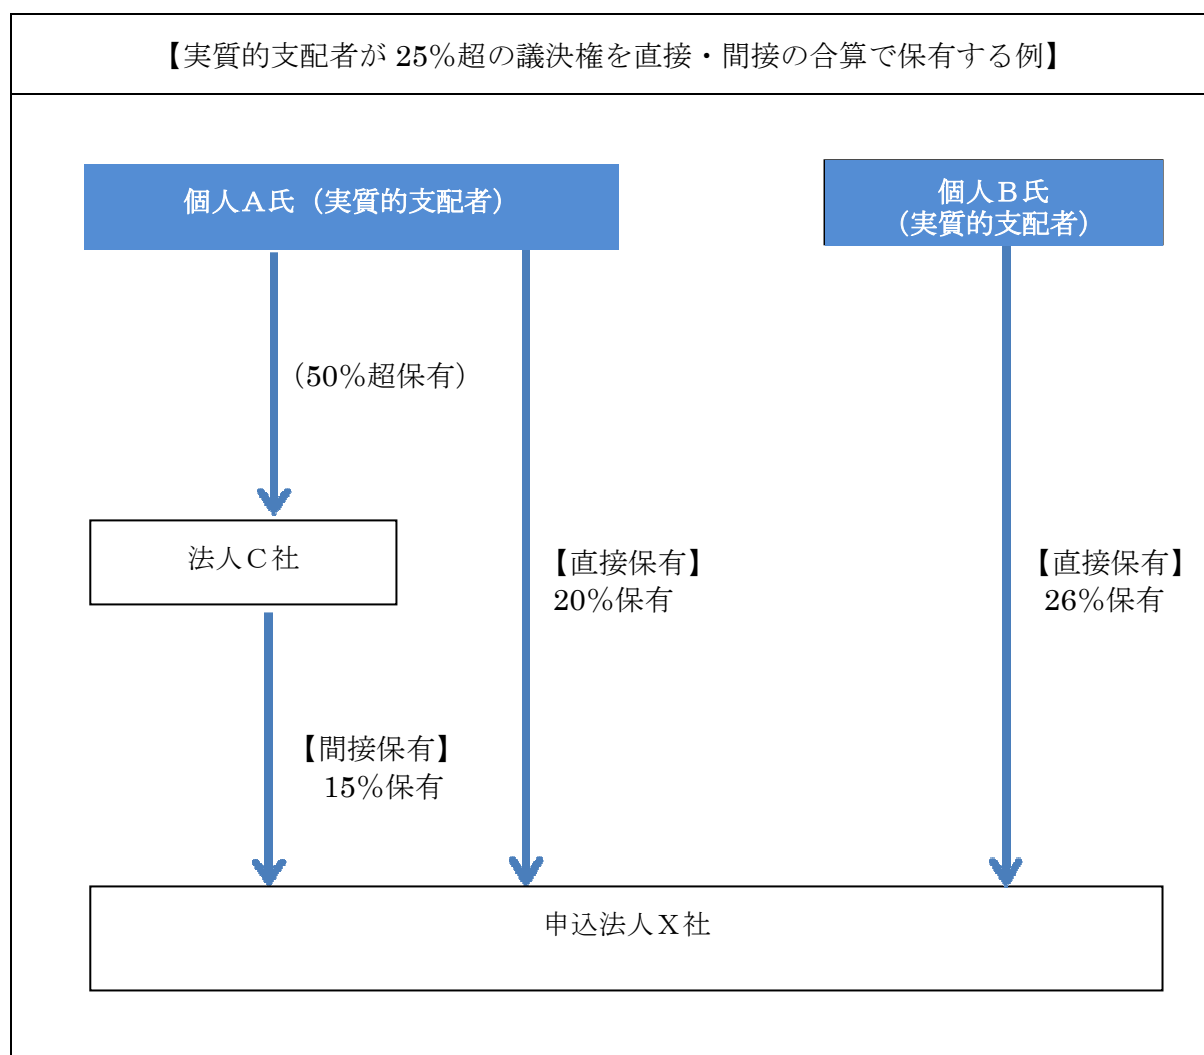 【実質的支配者が 25%超の議決権を直接・間接の合算で保有する例】
個人A氏（実質的支配者）
個人B氏
（実質的支配者）
（50％超保有）
法人C社
【直接保有】
20％保有
【直接保有】
26％保有
【間接保有】
15％保有
申込法人X社